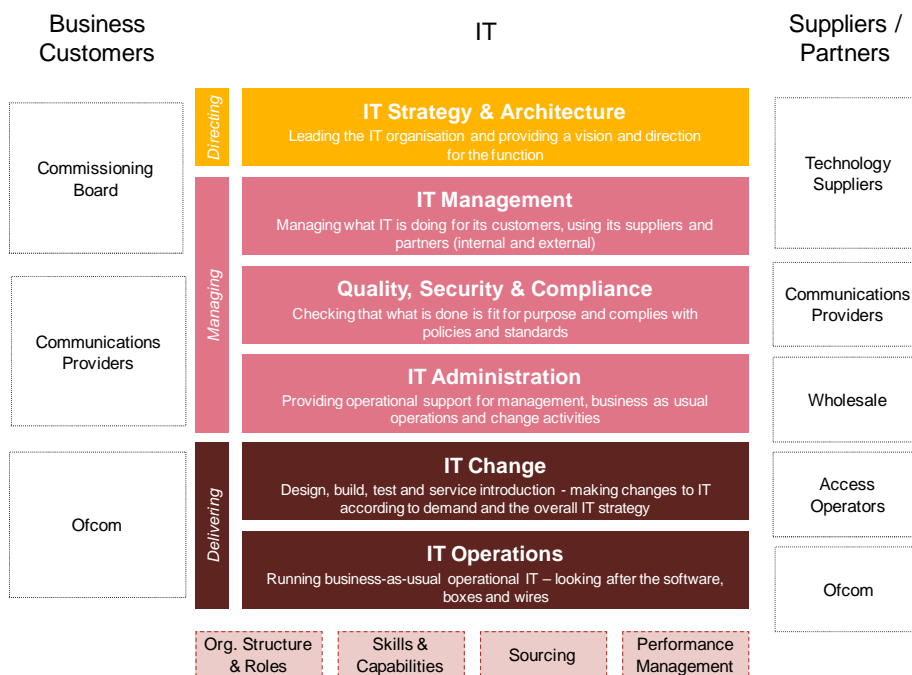 Business
Customers
IT
Suppliers /
Partners
Commissioning
Board
Communications
Providers
Ofcom
Directing
IT Strategy & Architecture
Leading the IT organisation and providing a vision and direction
for the function
Managing
IT Management
Managing what IT is doing for its customers, using its suppliers and
partners (internal and external)
Quality, Security & Compliance
Checking that what is done is fit for purpose and complies with
policies and standards
IT Administration
Providing operational support for management, business as usual
operations and change activities
Delivering
IT Change
Design, build, test and service introduction - making changes to IT
according to demand and the overall IT strategy
IT Operations
Running business-as-usual operational IT – looking after the software,
boxes and wires
Technology
Suppliers
Communications
Providers
Wholesale
Access
Operators
Ofcom
Org. Structure
& Roles
Skills &
Capabilities
Sourcing
Performance
Management